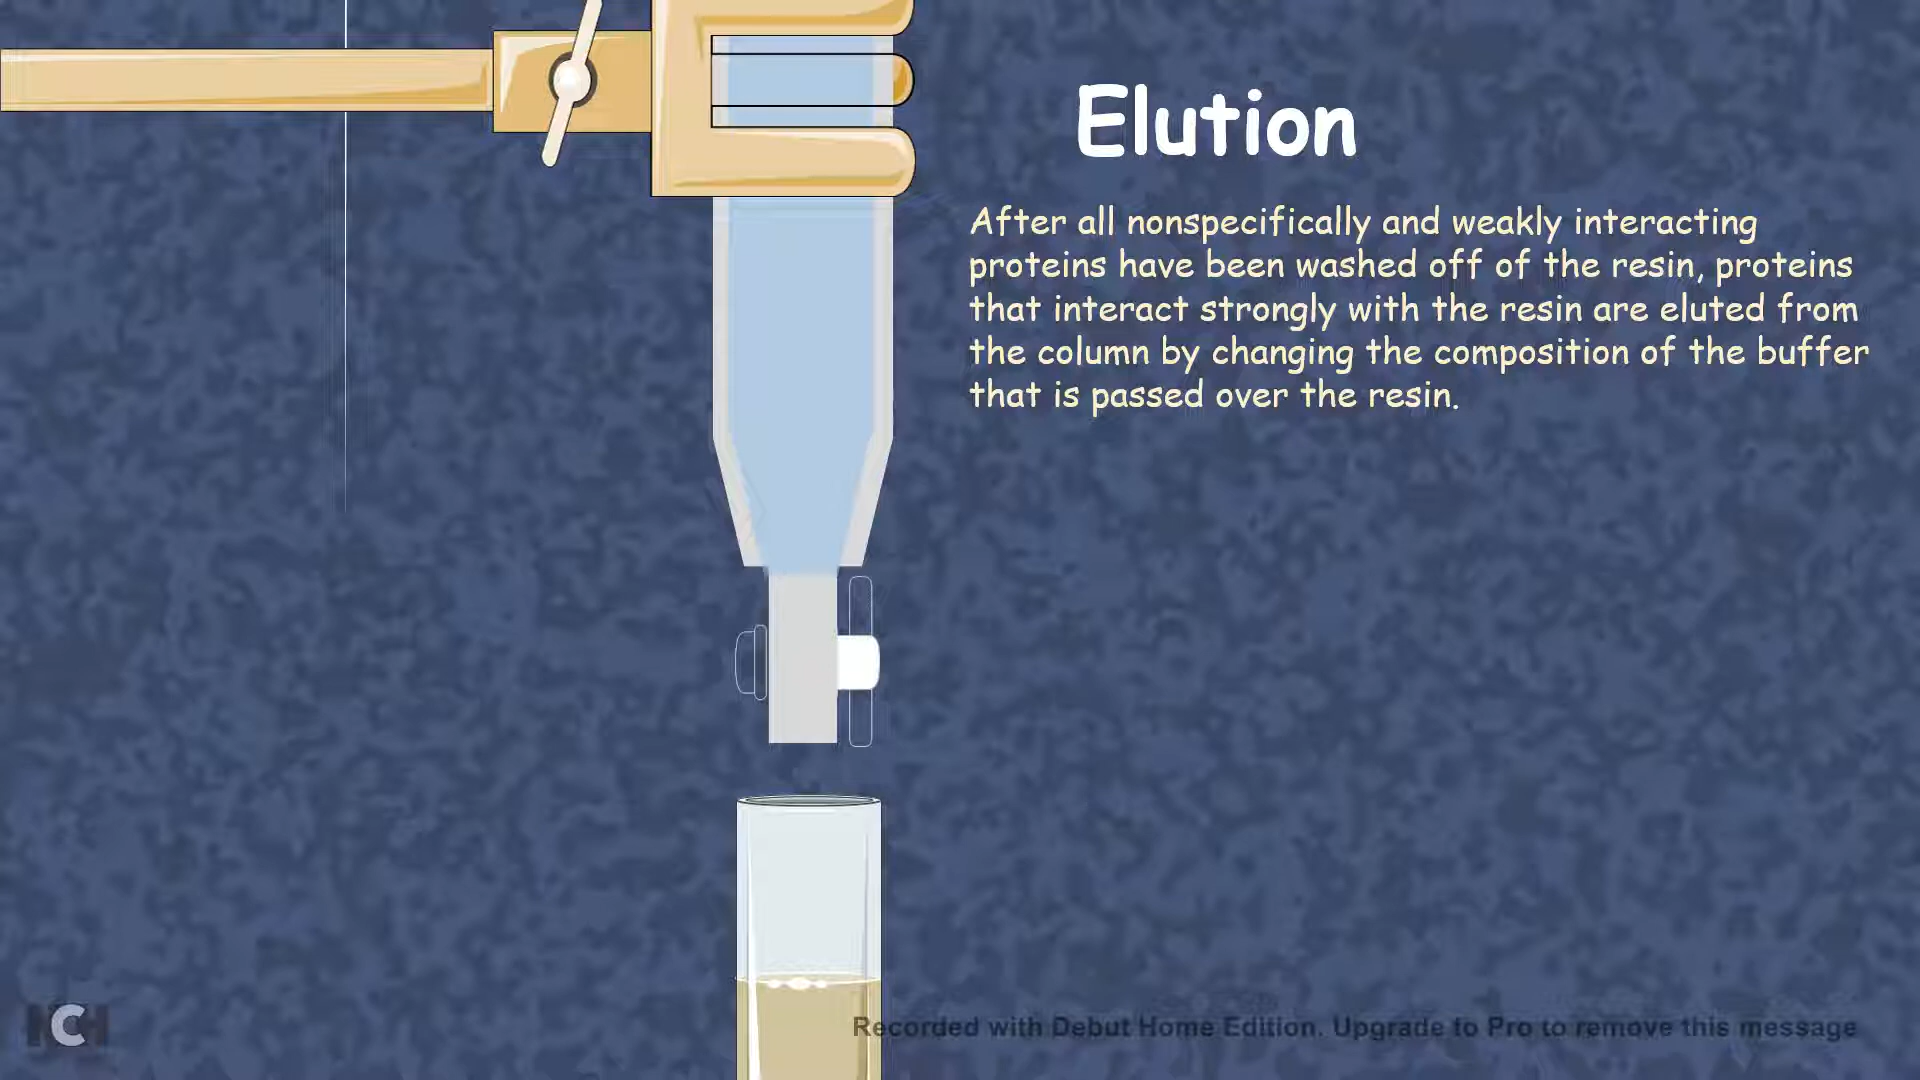 Elution
After all nonspecifically and weakly interacting
proteins have been washed off of the resin, proteins
that interact strongly with the resin are eluted from
the column by changing the composition of the buffer
that is passed over the resin.
NCH
Recorded with Debut Home Edition. Upgrade to Pro to remove this message